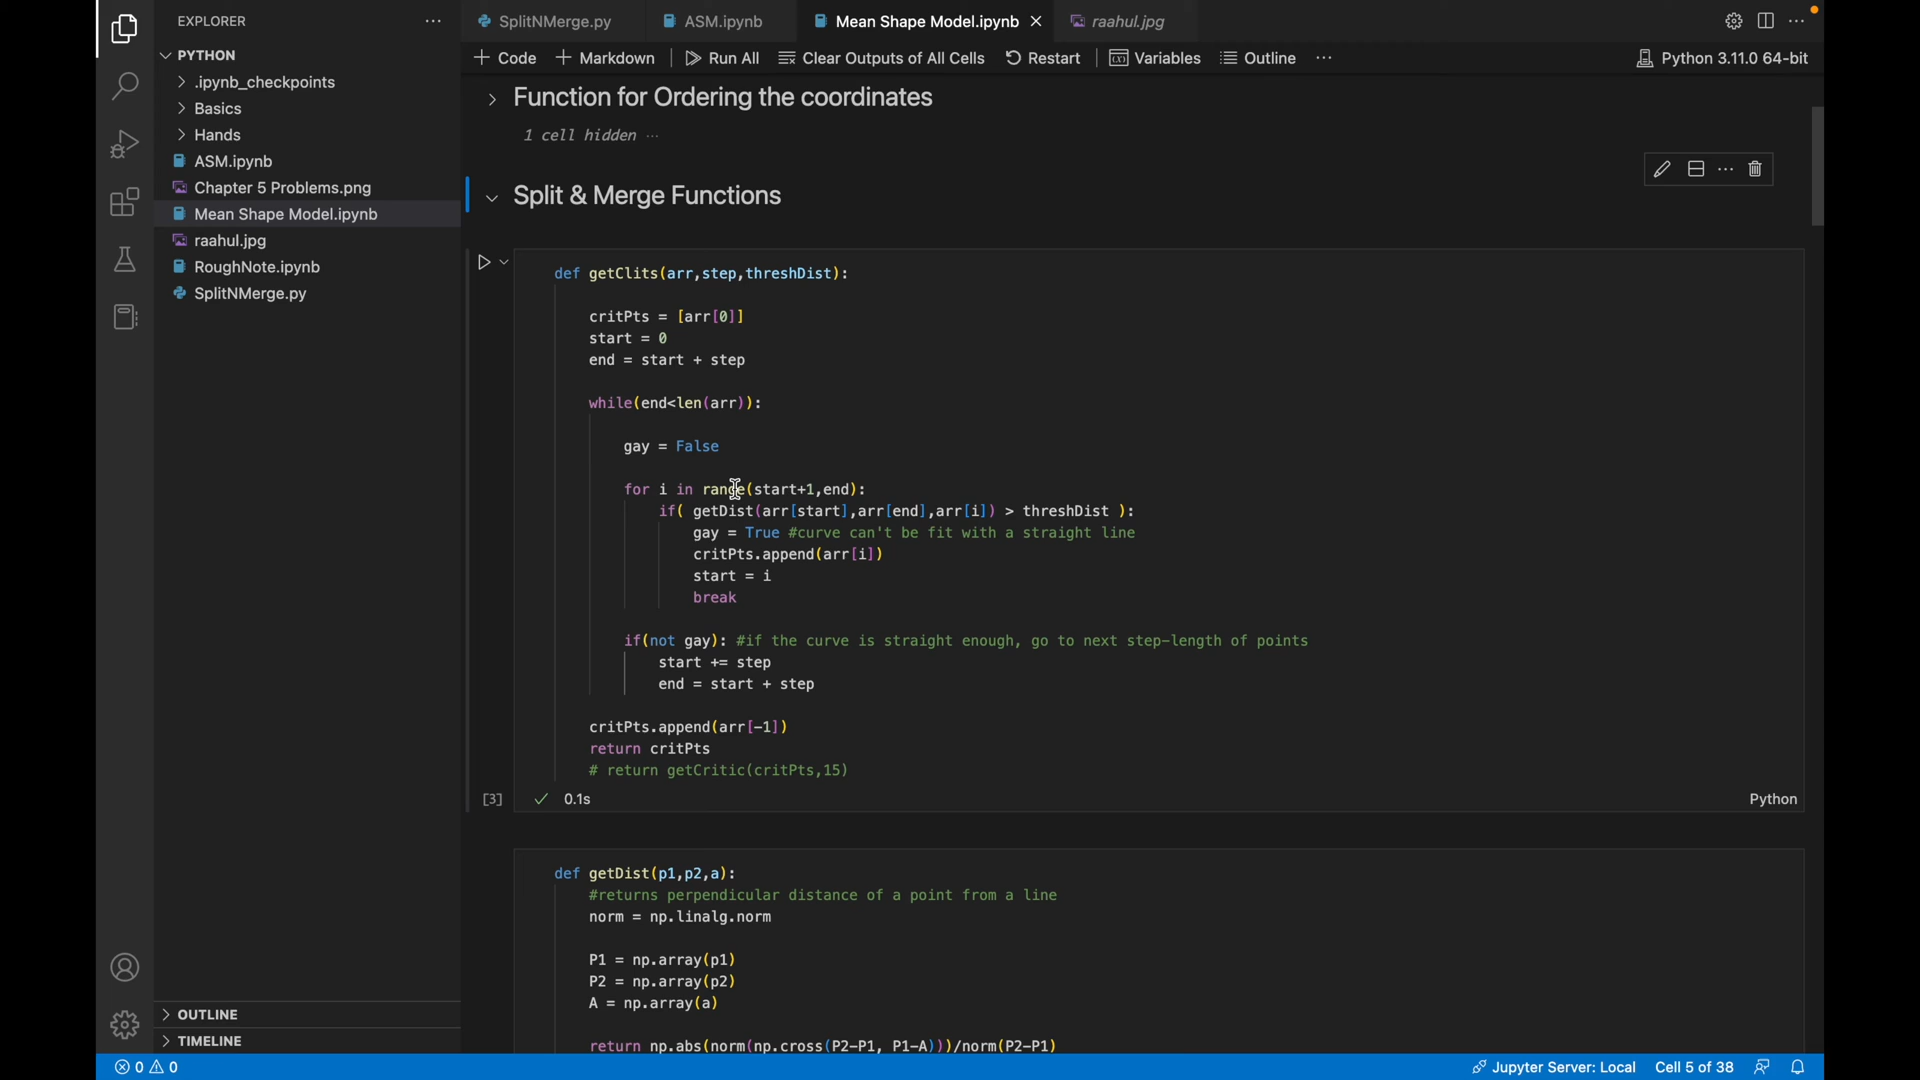 EXPLORER
SplitNMerge.py
ASM.ipynb
Mean Shape Model.ipynb
raahul.jpg
PYTHON
.ipynb_checkpoints
Basics
Hands
ASM.ipynb
Chapter 5 Problems.png
Mean Shape Model.ipynb
raahul.jpg
RoughNote.ipynb
SplitNMerge.py
OUTLINE
TIMELINE
+ Code + Markdown Run All Clear Outputs of All Cells Restart Variables Outline ··· Python 3.11.0 64-bit
Function for Ordering the coordinates
1 cell hidden ···
Split & Merge Functions
def getClits(arr,step,threshDist):
critPts = [arr[0]]
start = 0
end = start + step
while(end<len(arr)):
gay = False
for i in range(start+1,end):
if( getDist(arr[start],arr[end],arr[i]) > threshDist ):
gay = True #curve can't be fit with a straight line
critPts.append(arr[i])
start = i
break
if(not gay): #if the curve is straight enough, go to next step-length of points
start += step
end = start + step
critPts.append(arr[-1])
return critPts
# return getCritic(critPts,15)
[3] 0.1s Python
def getDist(p1,p2,a):
#returns perpendicular distance of a point from a line
norm = np.linalg.norm
P1 = np.array(p1)
P2 = np.array(p2)
A = np.array(a)
return np.abs(norm(np.cross(P2-P1, P1-A)))/norm(P2-P1)
0 0 Jupyter Server: Local Cell 5 of 38